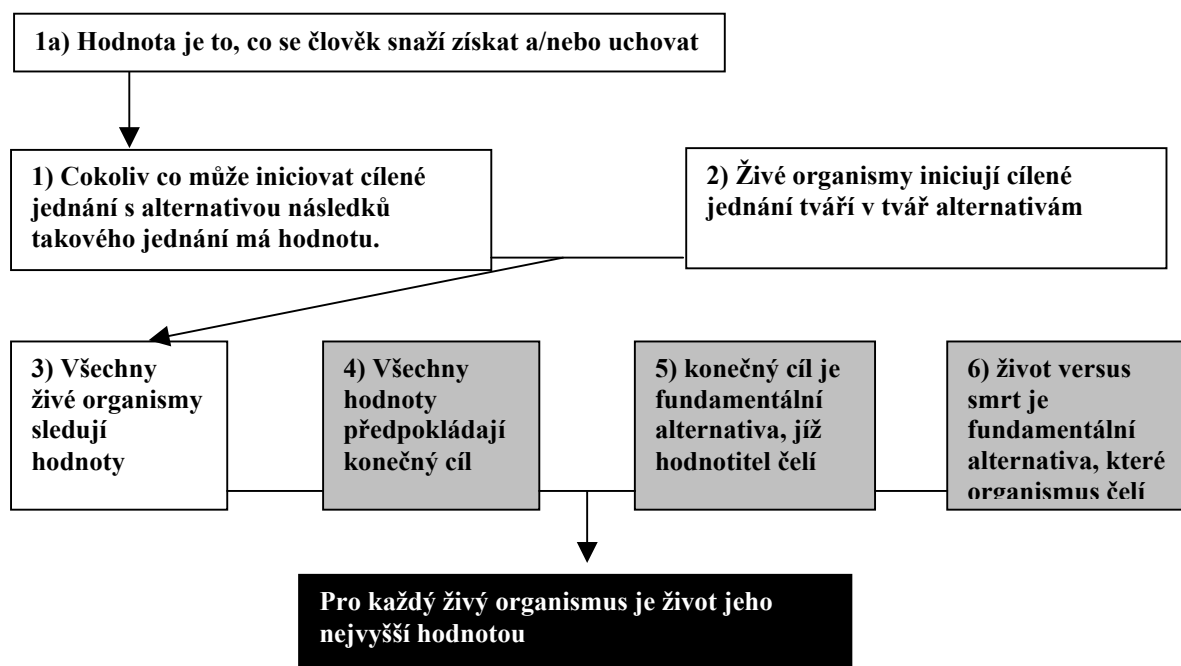 1a) Hodnota je to, co se člověk snaží získat a/nebo uchovat
1) Cokoliv co může iniciovat cílené
jednání s alternativou následků
takového jednání má hodnotu.
2) Živé organismy iniciují cílené
jednání tváří v tvář alternativám
3) Všechny
živé organismy
sledují
hodnoty
4) Všechny
hodnoty
předpokládají
konečný cíl
5) konečný cíl je
fundamentální
alternativa, jíž
hodnotitel čelí
6) život versus
smrt je
fundamentální
alternativa, které
organismus čelí
Pro každý živý organismus je život jeho
nejvyšší hodnotou